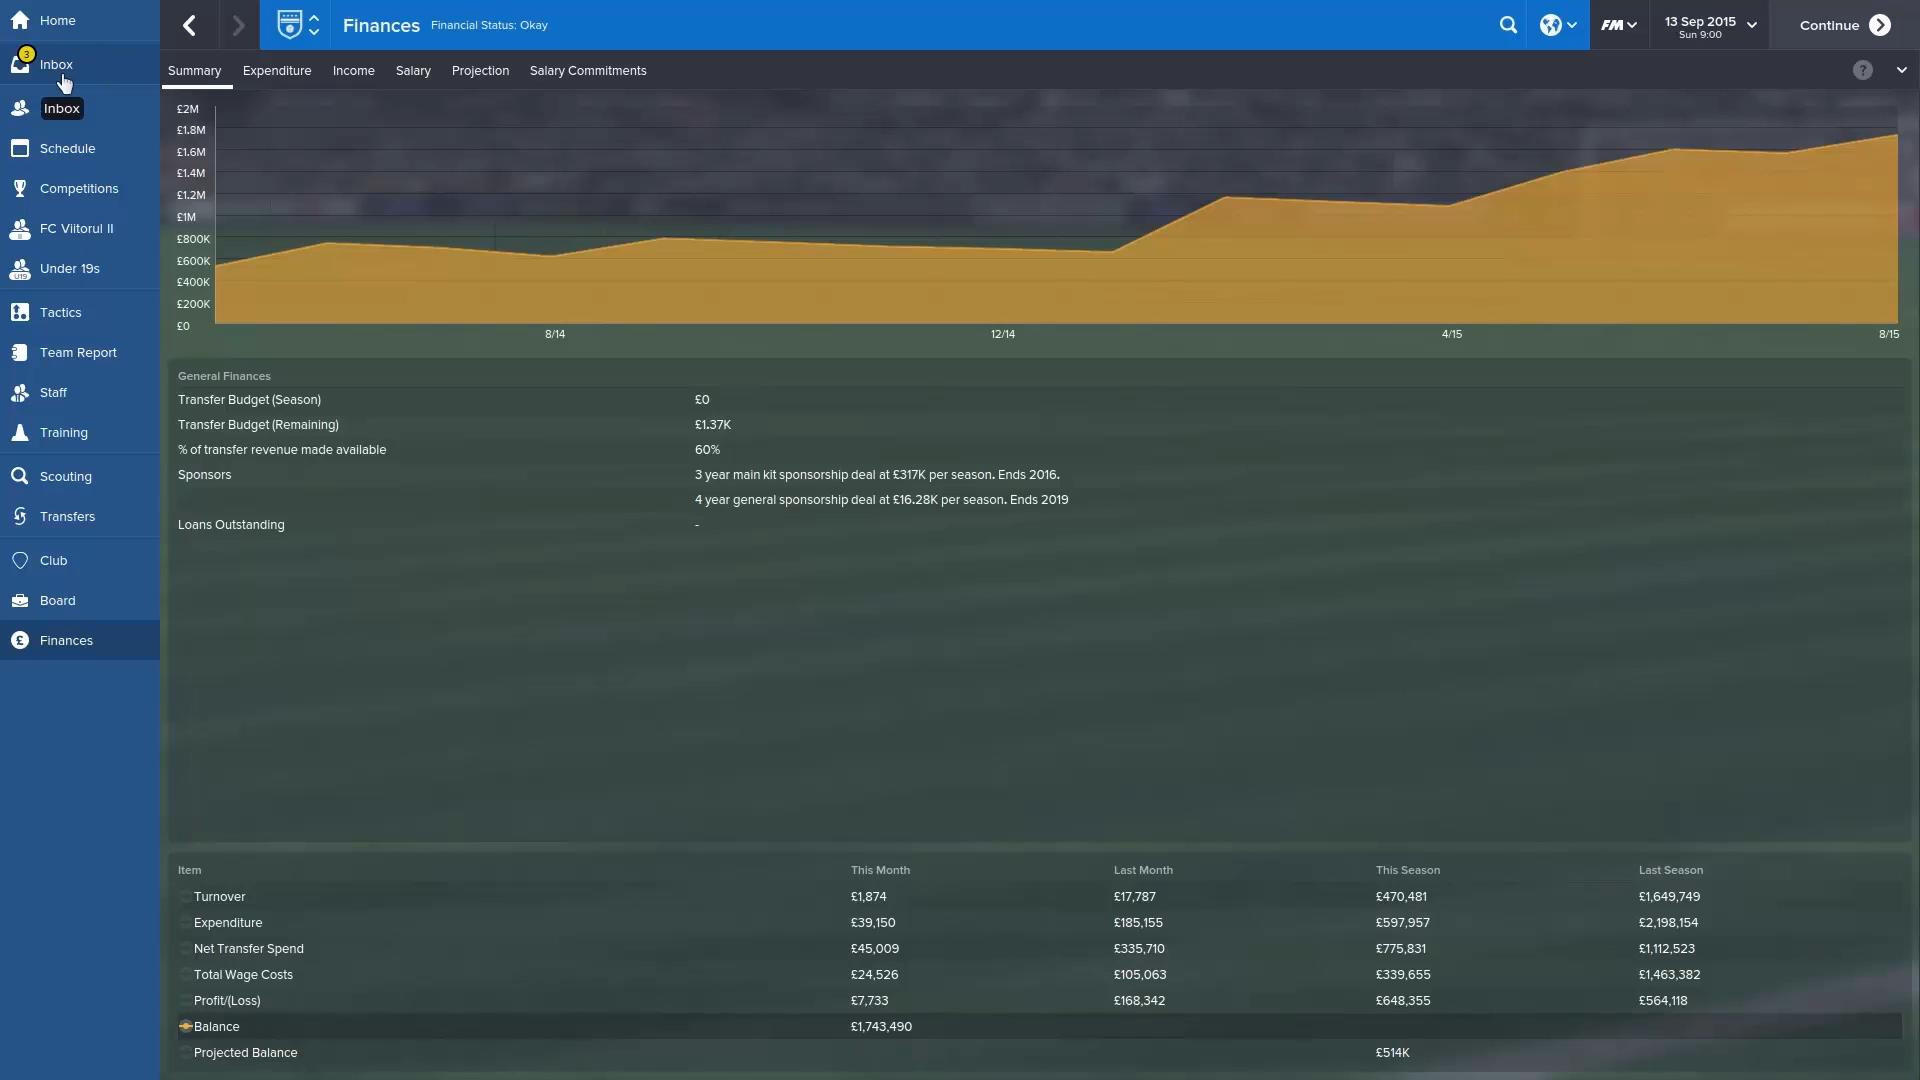 Home
Finances
Financial Status: Okay
FM
13 Sep 2015
Sun 9:00
Continue
3
Inbox
Summary
Expenditure
Income
Salary
Projection
Salary Commitments
?
Inbox
Schedule
Competitions
FC Viitorul II
II
Under 19s
U19
Tactics
Team Report
Staff
Training
Scouting
Transfers
Club
Board
£
Finances
£2M
£1.8M
£1.6M
£1.4M
£1.2M
£1M
£800K
£600K
£400K
£200K
£0
8/14
12/14
4/15
8/15
General Finances
Transfer Budget (Season) £0
Transfer Budget (Remaining) £1.37K
% of transfer revenue made available 60%
Sponsors 3 year main kit sponsorship deal at £317K per season. Ends 2016.
4 year general sponsorship deal at £16.28K per season. Ends 2019
Loans Outstanding -
Item This Month Last Month This Season Last Season
Turnover £1,874 £17,787 £470,481 £1,649,749
Expenditure £39,150 £185,155 £597,957 £2,198,154
Net Transfer Spend £45,009 £335,710 £775,831 £1,112,523
Total Wage Costs £24,526 £105,063 £339,655 £1,463,382
Profit/(Loss) £7,733 £168,342 £648,355 £564,118
Balance £1,743,490
Projected Balance £514K